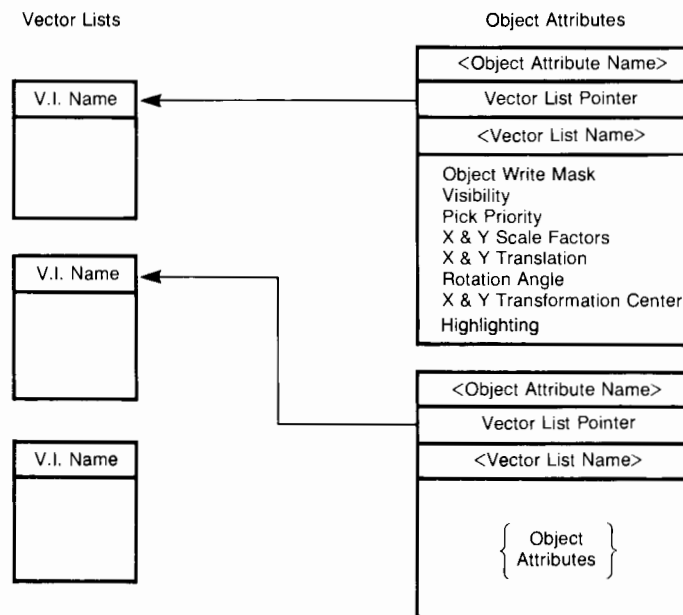 Vector Lists
Object Attributes
V.I. Name
V.I. Name
V.I. Name
<Object Attribute Name>
Vector List Pointer
<Vector List Name>
Object Write Mask
Visibility
Pick Priority
X & Y Scale Factors
X & Y Translation
Rotation Angle
X & Y Transformation Center
Highlighting
<Object Attribute Name>
Vector List Pointer
<Vector List Name>
Object
Attributes